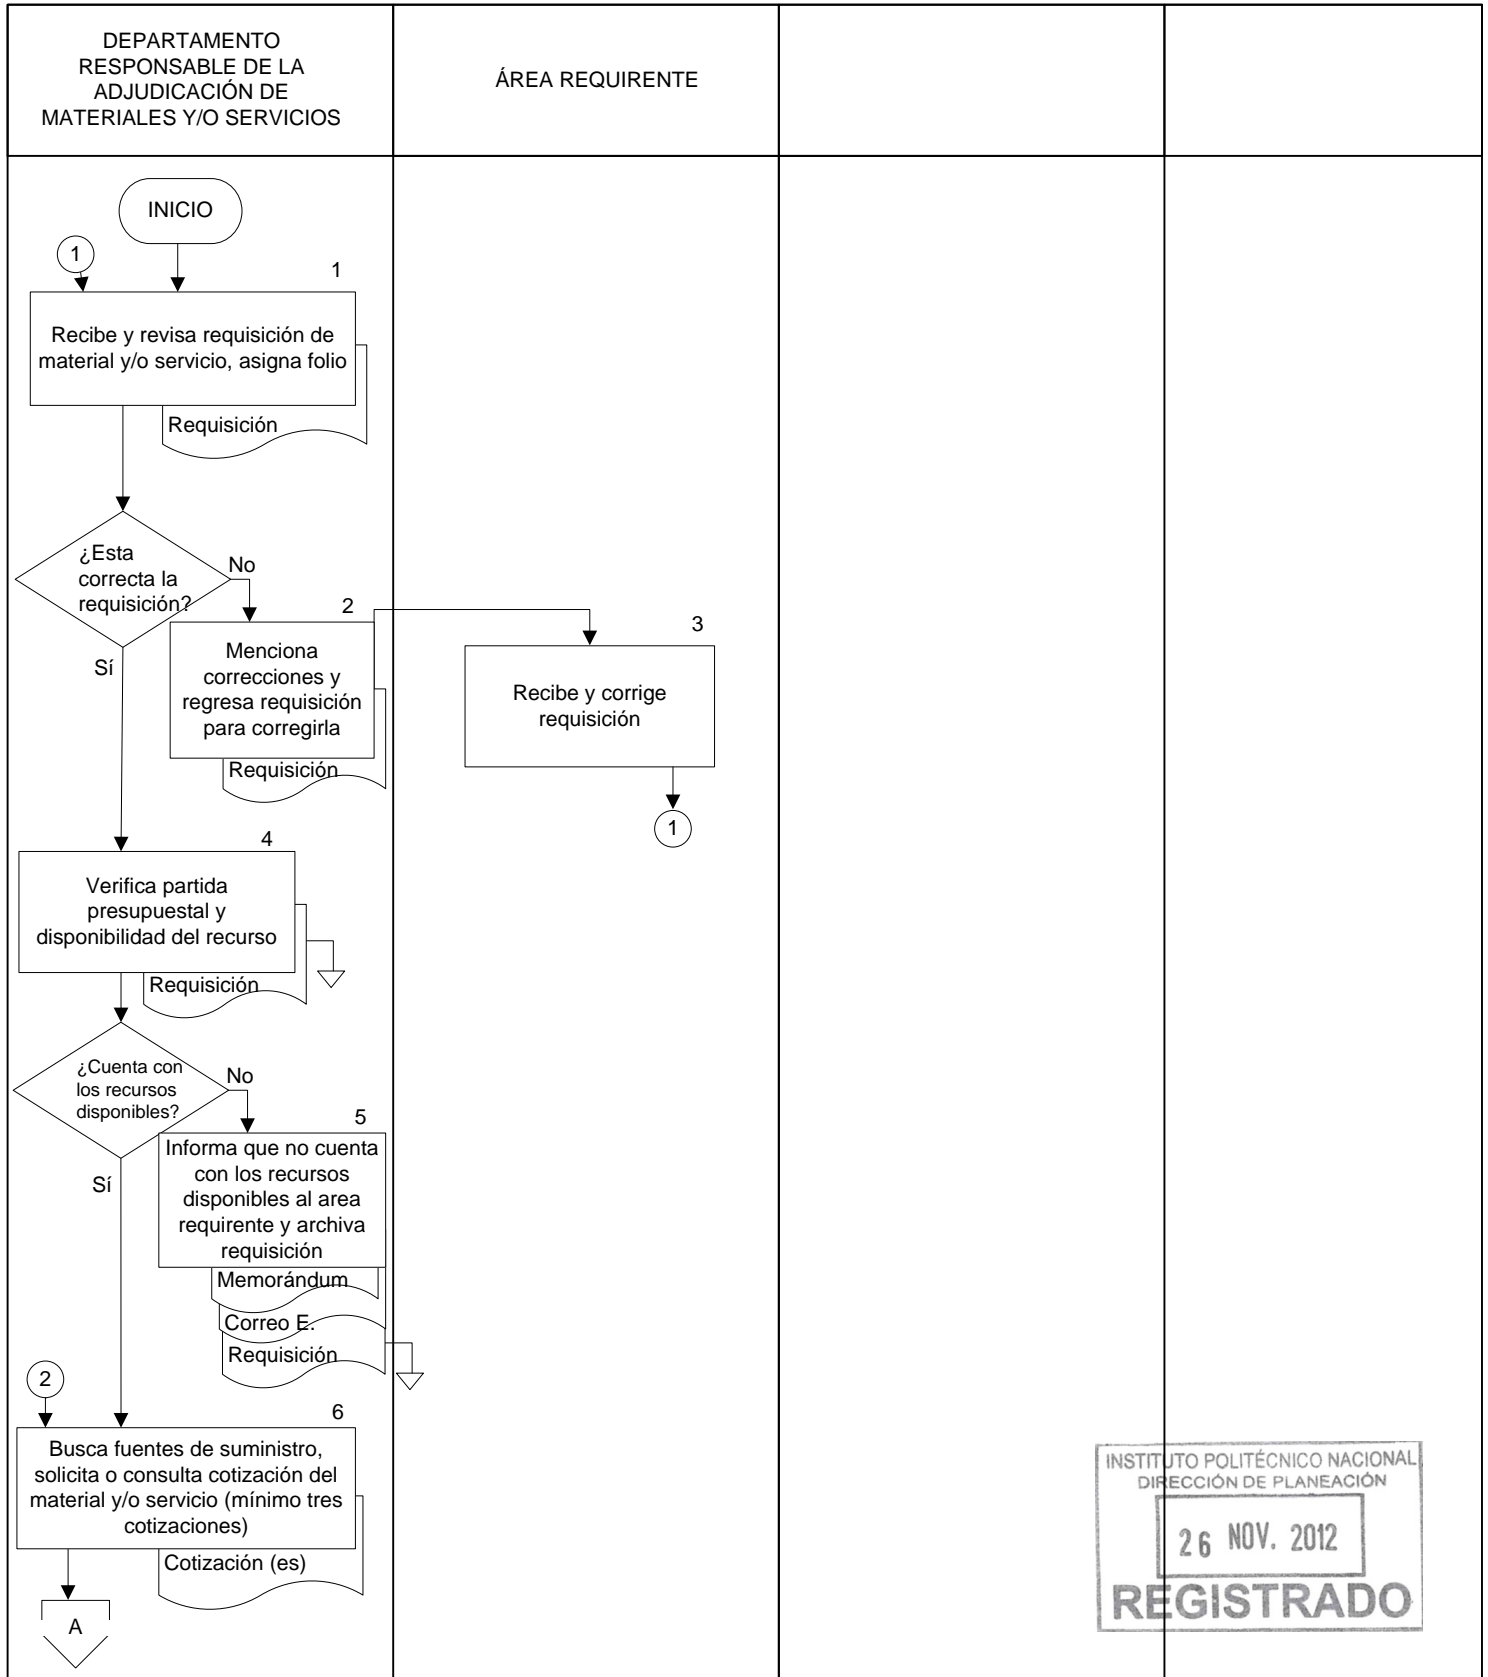 DEPARTAMENTO
RESPONSABLE DE LA
ADJUDICACIÓN DE
MATERIALES Y/O SERVICIOS
ÁREA REQUIRENTE
INICIO
1
1
Recibe y revisa requisición de
material y/o servicio, asigna folio
Requisición
¿Esta
correcta la
requisición?
No
Sí
2
Menciona
correcciones y
regresa requisición
para corregirla
Requisición
3
Recibe y corrige
requisición
1
4
Verifica partida
presupuestal y
disponibilidad del recurso
Requisición
¿Cuenta con
los recursos
disponibles?
No
Sí
5
Informa que no cuenta
con los recursos
disponibles al area
requirente y archiva
requisición
Memorándum
Correo E.
Requisición
2
6
Busca fuentes de suministro,
solicita o consulta cotización del
material y/o servicio (mínimo tres
cotizaciones)
Cotización (es)
A
INSTITUTO POLITÉCNICO NACIONAL
DIRECCIÓN DE PLANEACIÓN
26 NOV. 2012
REGISTRADO